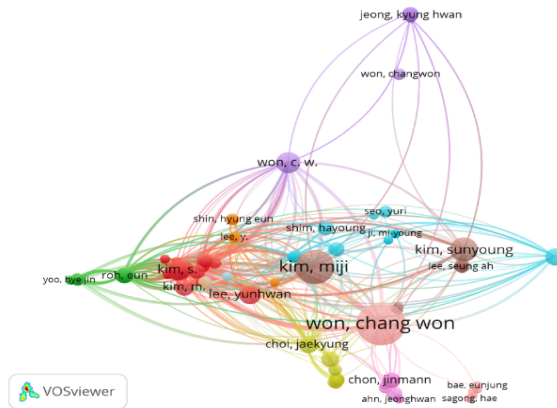 jeong, kyung hwan
won, changwon
won, c. w.
shin, hyung eun
seo, yuri
lee, y.
shim, hayoung
ji, mi-young
kim, sunyoung
yoo, hye jin
roh, eun
kim, s.
kim, miji
lee, seung ah
kim, m.
lee, yunhwan
won, chang won
choi, jaekyung
chon, jinmann
bae, eunjung
ahn, jeonghwan
sagong, hae
VOSviewer